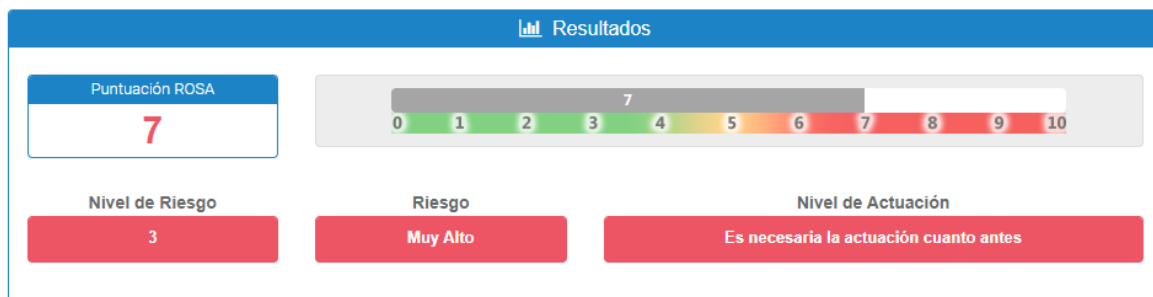 Resultados
Puntuación ROSA
7
7
0 1 2 3 4 5 6 7 8 9 10
Nivel de Riesgo
3
Riesgo
Muy Alto
Nivel de Actuación
Es necesaria la actuación cuanto antes